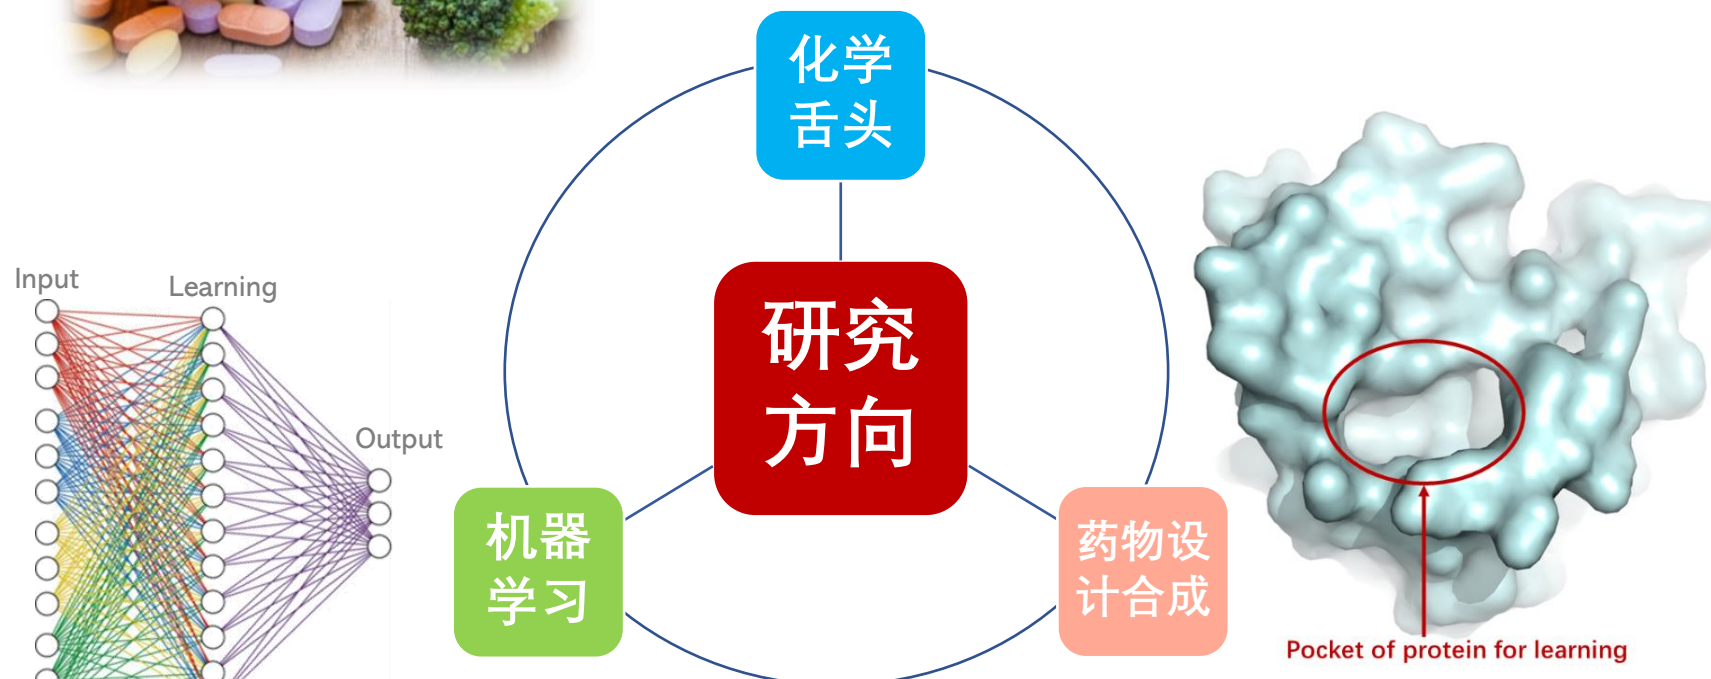 化学
舌头
Input
Learning
研究
方向
Output
机器
学习
药物设
计合成
Pocket of protein for learning